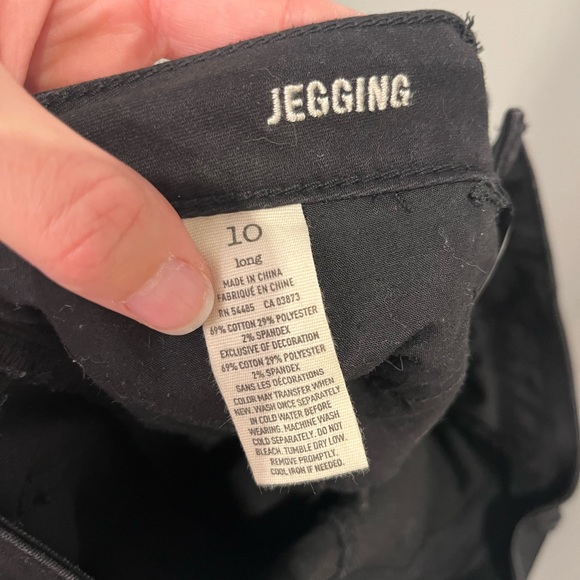 JEGGING
10
long
MADE IN CHINA
FABRIQUÉ EN CHINE
RN 54485 CA 03873
69% COTTON 29% POLYESTER
2% SPANDEX
EXCLUSIVE OF DECORATION
69% COTON 29% POLYESTER
2% SPANDEX
SANS LES DÉCORATIONS
COLOR MAY TRANSFER WHEN
NEW. WASH ONCE SEPARATELY
IN COLD WATER BEFORE
WEARING. MACHINE WASH
COLD SEPARATELY. DO NOT
BLEACH. TUMBLE DRY LOW.
REMOVE PROMPTLY.
COOL IRON IF NEEDED.